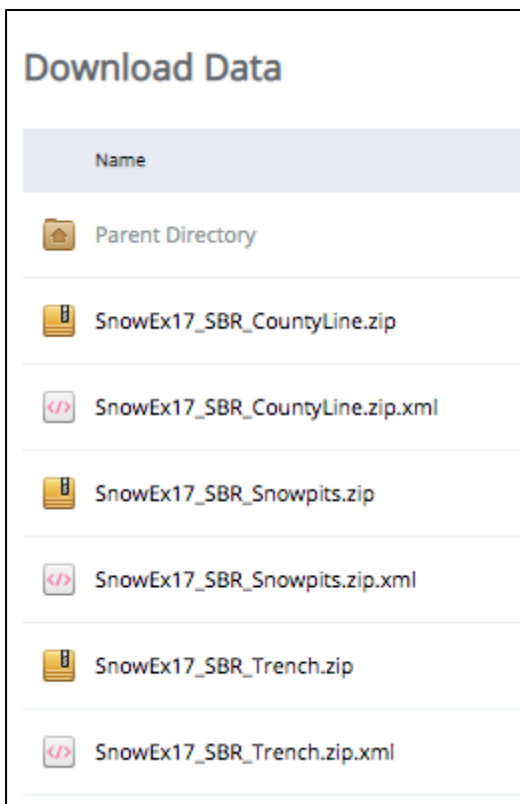 Download Data
Name
Parent Directory
SnowEx17_SBR_CountyLine.zip
</> SnowEx17_SBR_CountyLine.zip.xml
SnowEx17_SBR_Snowpits.zip
</> SnowEx17_SBR_Snowpits.zip.xml
SnowEx17_SBR_Trench.zip
</> SnowEx17_SBR_Trench.zip.xml